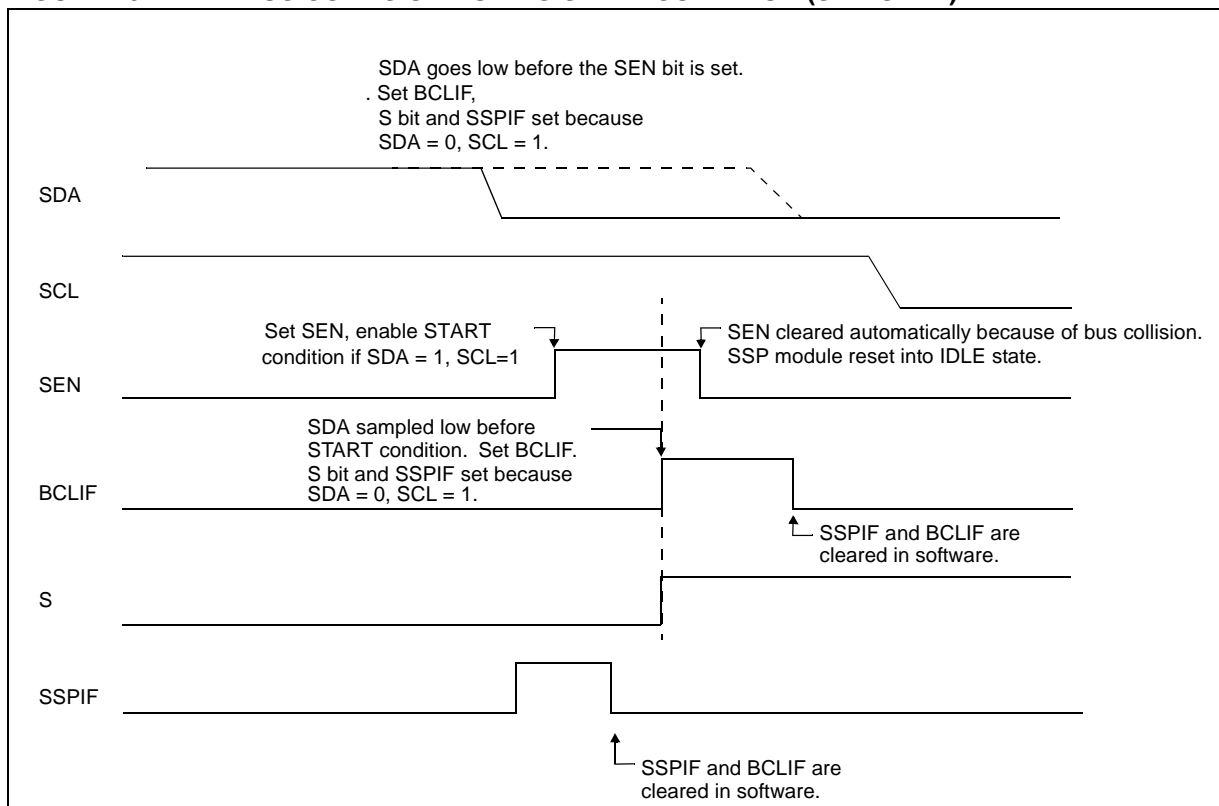 SDA goes low before the SEN bit is set.
. Set BCLIF,
S bit and SSPIF set because
SDA = 0, SCL = 1.
SDA
SCL
Set SEN, enable START
condition if SDA = 1, SCL=1
SEN cleared automatically because of bus collision.
SSP module reset into IDLE state.
SEN
SDA sampled low before
START condition. Set BCLIF.
S bit and SSPIF set because
SDA = 0, SCL = 1.
BCLIF
SSPIF and BCLIF are
cleared in software.
S
SSPIF
SSPIF and BCLIF are
cleared in software.